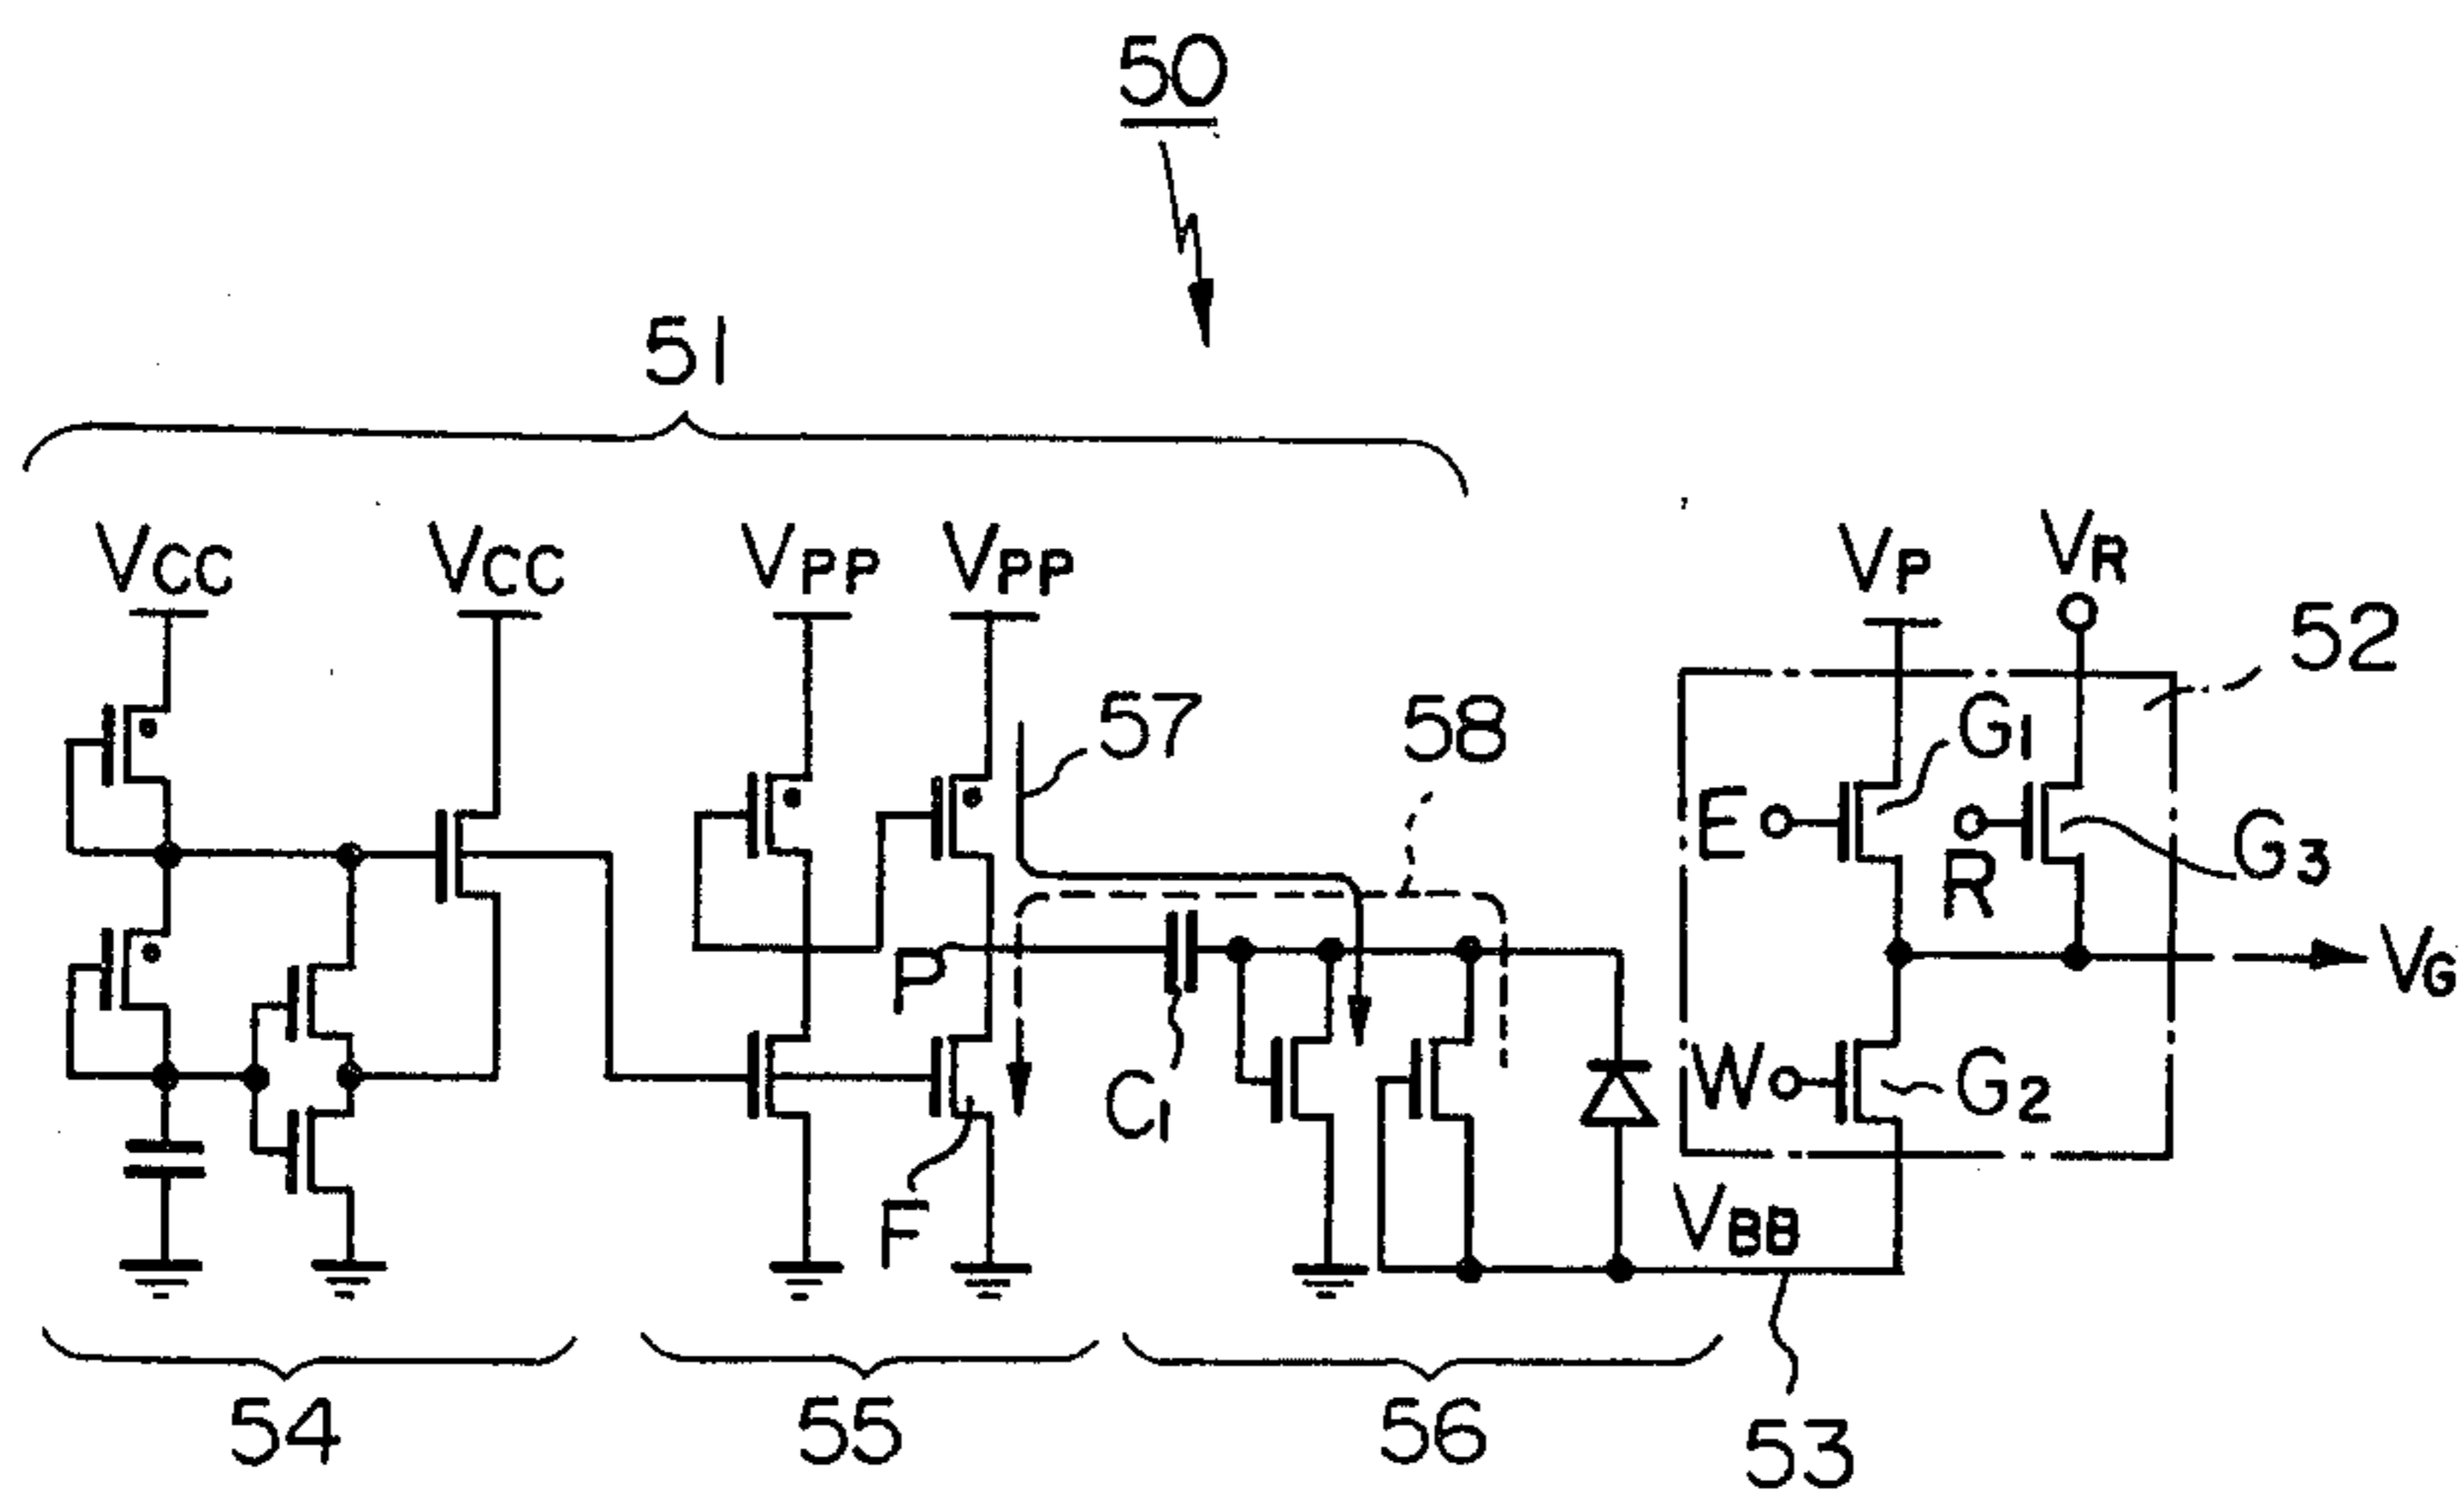 50
51
VCC VCC VPP VPP VP VR
52
57 58 G1
E R G3
P VG
C1 W G2
F VBB
54 55 56 53